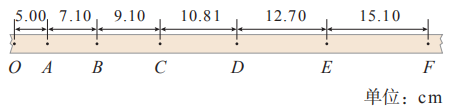 5.00 7.10 9.10 10.81 12.70 15.10
O A B C D E F
单位：cm